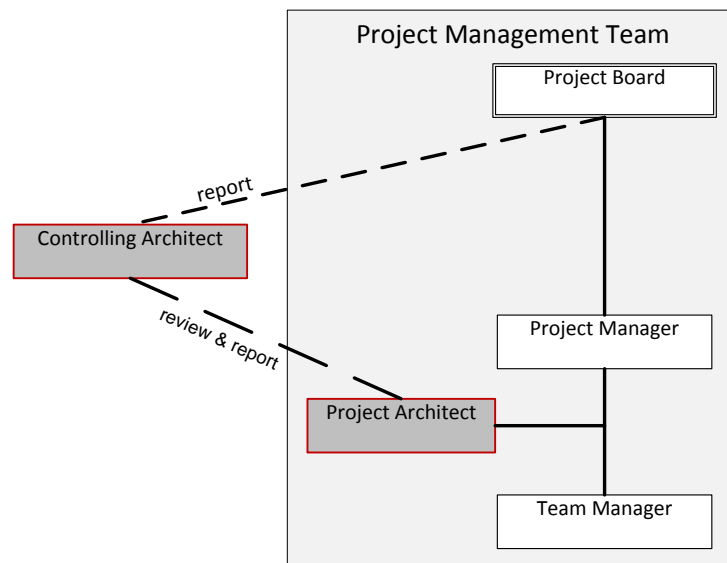 Project Management Team
Project Board
report
Controlling Architect
review & report
Project Manager
Project Architect
Team Manager